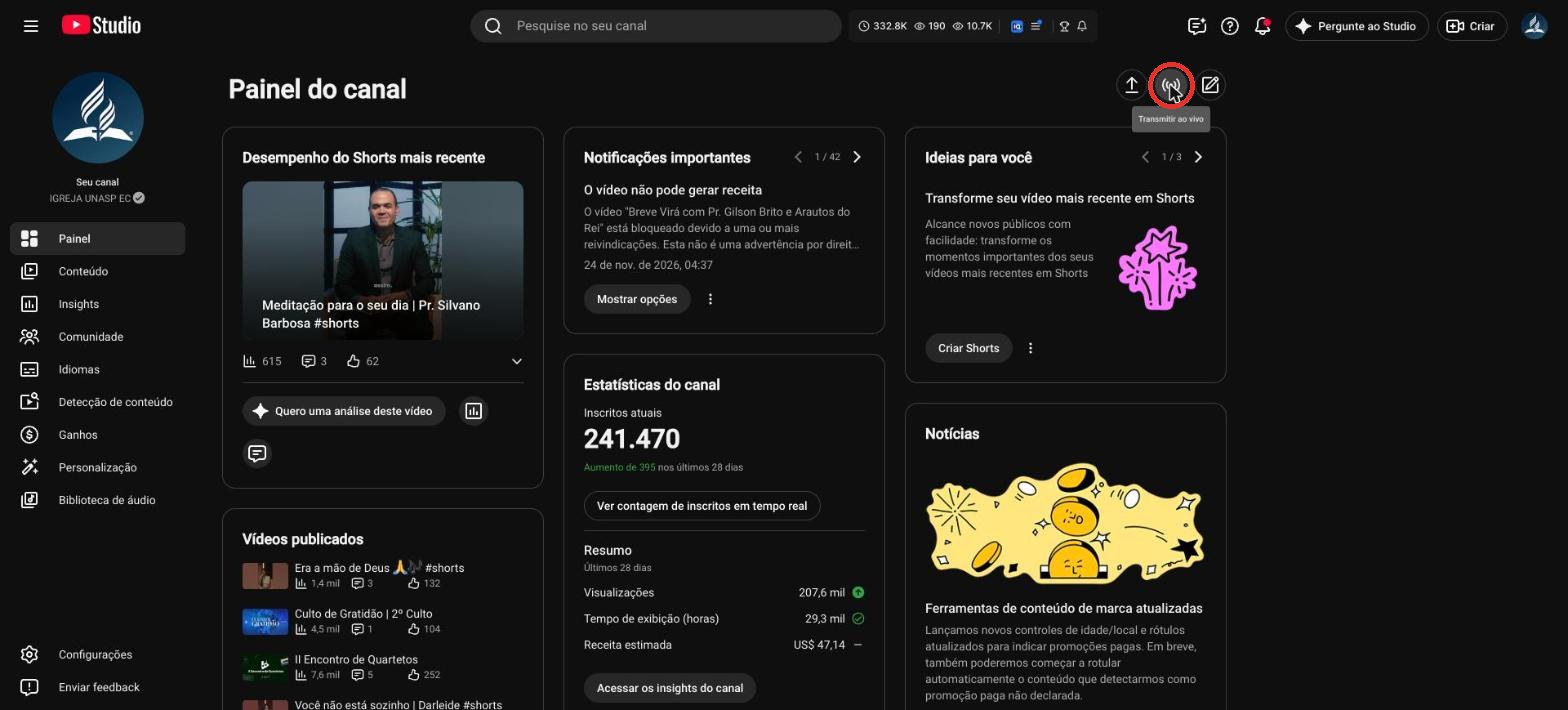 Studio
Pesquise no seu canal
332.8K 190 10.7K
Pergunte ao Studio
Criar
Painel do canal
Transmitir ao vivo
Seu canal
IGREJA UNASP EC
Painel
Conteúdo
Insights
Comunidade
Idiomas
Detecção de conteúdo
Ganhos
Personalização
Biblioteca de áudio
Configurações
Enviar feedback
Desempenho do Shorts mais recente
Meditação para o seu dia | Pr. Silvano
Barbosa #shorts
615 3 62
Quero uma análise deste vídeo
Vídeos publicados
Era a mão de Deus 🙏🎶 #shorts
1,4 mil 3 132
Culto de Gratidão | 2º Culto
4,5 mil 1 104
II Encontro de Quartetos
7,6 mil 5 252
Você não está sozinho | Darleide #shorts
Notificações importantes
1 / 42
O vídeo não pode gerar receita
O vídeo "Breve Virá com Pr. Gilson Brito e Arautos do
Rei" está bloqueado devido a uma ou mais
reivindicações. Esta não é uma advertência por direit...
24 de nov. de 2026, 04:37
Mostrar opções
Estatísticas do canal
Inscritos atuais
241.470
Aumento de 395 nos últimos 28 dias
Ver contagem de inscritos em tempo real
Resumo
Últimos 28 dias
Visualizações 207,6 mil
Tempo de exibição (horas) 29,3 mil
Receita estimada US$ 47,14 —
Acessar os insights do canal
Ideias para você
1 / 3
Transforme seu vídeo mais recente em Shorts
Alcance novos públicos com
facilidade: transforme os
momentos importantes dos seus
vídeos mais recentes em Shorts
Criar Shorts
Notícias
Ferramentas de conteúdo de marca atualizadas
Lançamos novos controles de idade/local e rótulos
atualizados para indicar promoções pagas. Em breve,
também poderemos começar a rotular
automaticamente o conteúdo que detectarmos como
promoção paga não declarada.